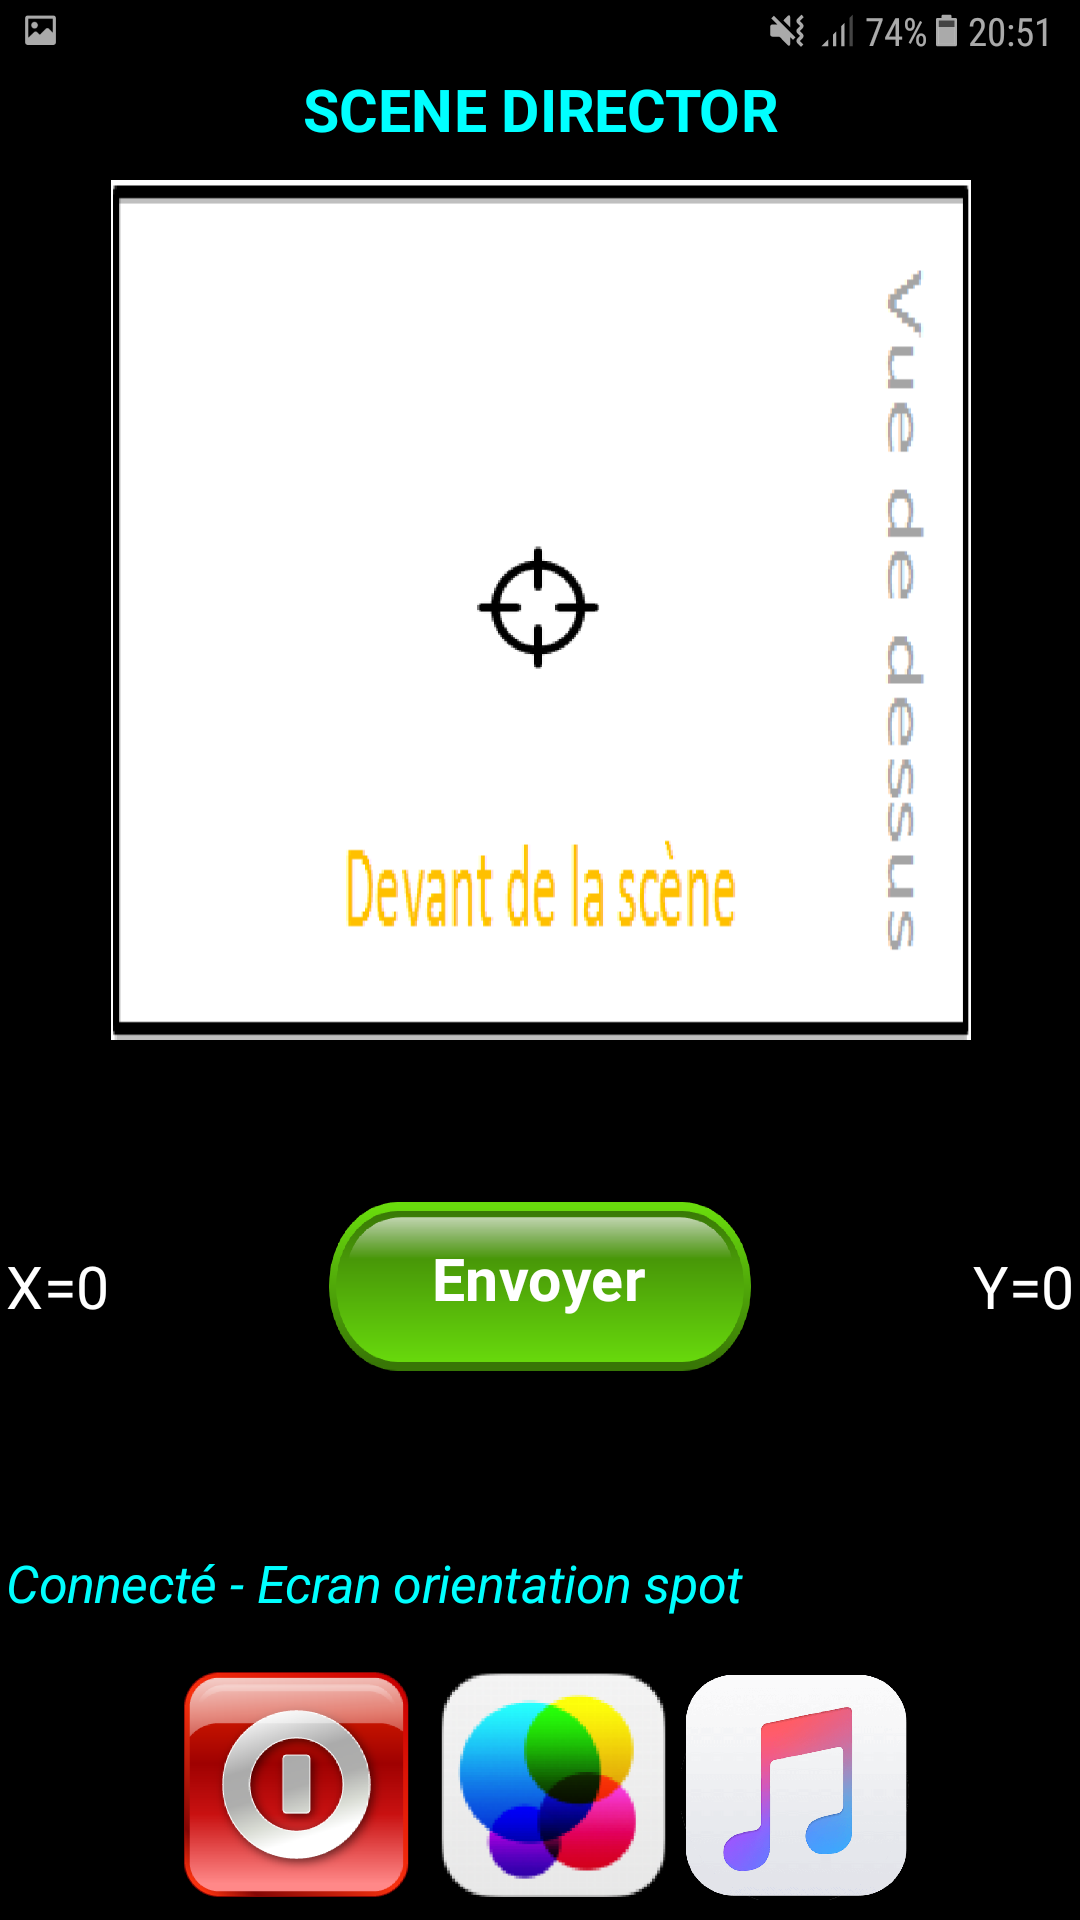 74% 20:51
SCENE DIRECTOR
Vue de dessus
Devant de la scène
X=0
Envoyer
Y=0
Connecté - Ecran orientation spot